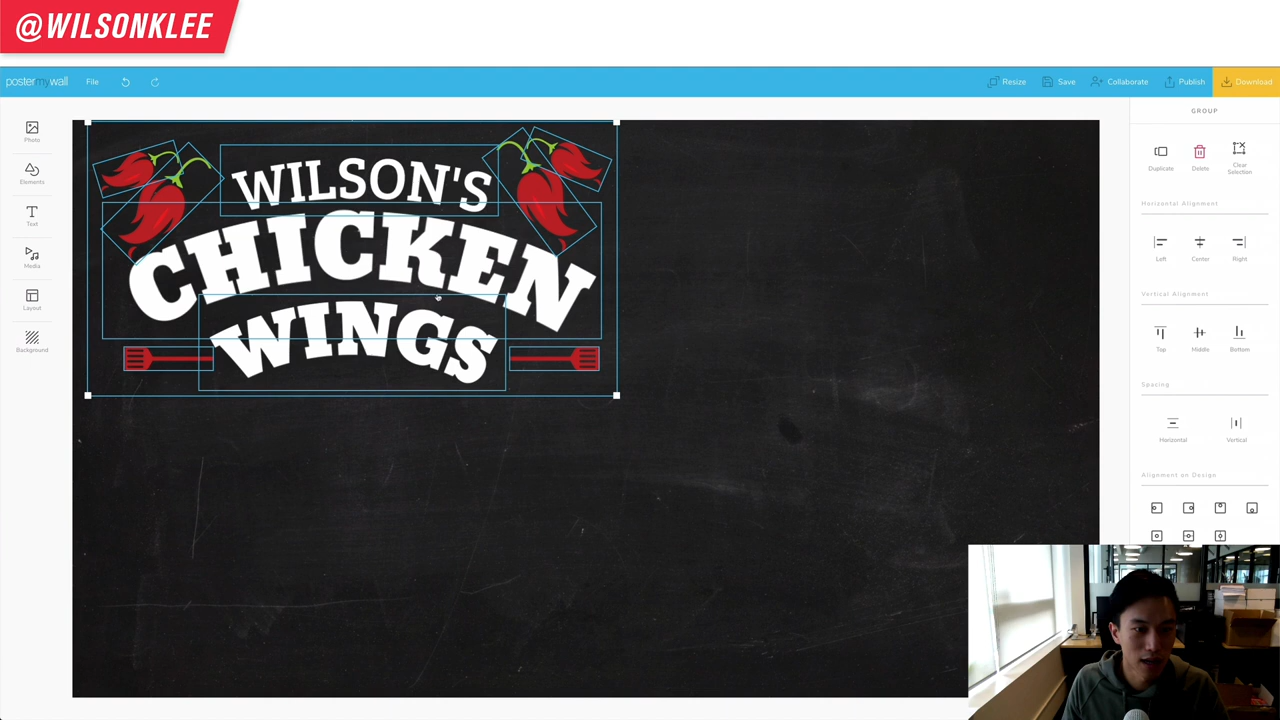 @WILSONKLEE
postermywall File Resize Save Collaborate Publish Download
Photo
Elements
Text
Media
Layout
Background
WILSON'S
CHICKEN
WINGS
GROUP
Duplicate Delete Clear Selection
Horizontal Alignment
Left Center Right
Vertical Alignment
Top Middle Bottom
Spacing
Horizontal Vertical
Alignment on Design